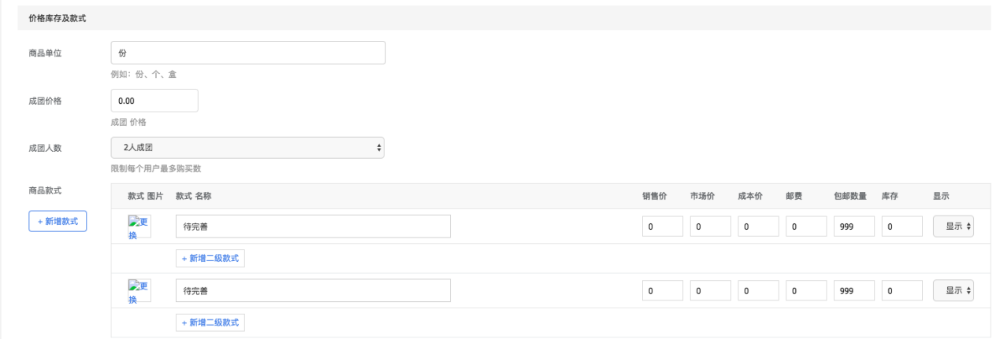 价格库存及款式
商品单位 份
例如：份、个、盒
成团价格 0.00
成团 价格
成团人数 2人成团
限制每个用户最多购买数
商品款式 款式 图片 款式 名称 销售价 市场价 成本价 邮费 包邮数量 库存 显示
+ 新增款式 更换 待完善 0 0 0 0 999 0 显示
+ 新增二级款式
更换 待完善 0 0 0 0 999 0 显示
+ 新增二级款式